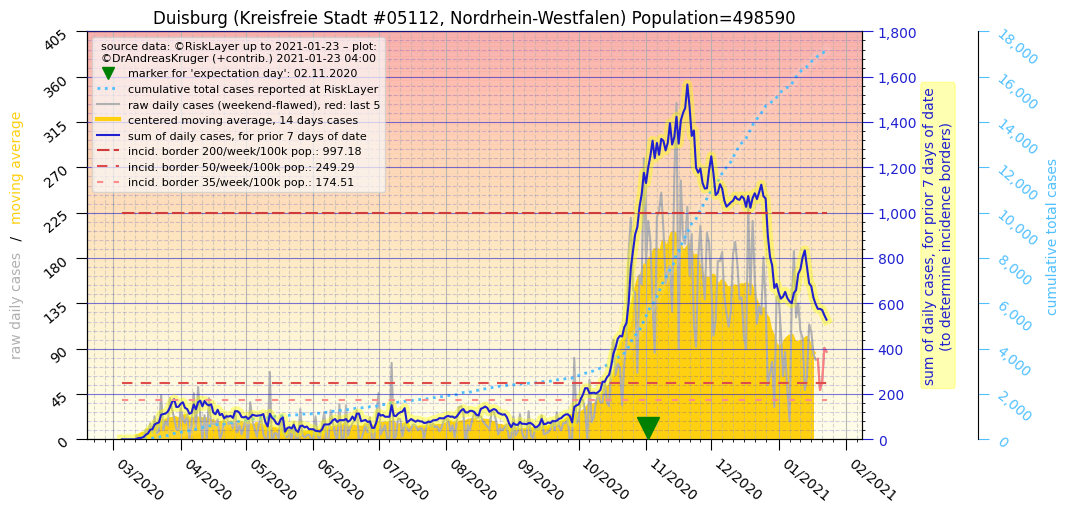 Duisburg (Kreisfreie Stadt #05112, Nordrhein-Westfalen) Population=498590
source data: ©RiskLayer up to 2021-01-23 – plot:
©DrAndreasKruger (+contrib.) 2021-01-23 04:00
marker for 'expectation day': 02.11.2020
cumulative total cases reported at RiskLayer
raw daily cases (weekend-flawed), red: last 5
centered moving average, 14 days cases
sum of daily cases, for prior 7 days of date
incid. border 200/week/100k pop.: 997.18
incid. border 50/week/100k pop.: 249.29
incid. border 35/week/100k pop.: 174.51
raw daily cases / moving average
405
360
315
270
225
180
135
90
45
0
03/2020
04/2020
05/2020
06/2020
07/2020
08/2020
09/2020
10/2020
11/2020
12/2020
01/2021
02/2021
1,800
1,600
1,400
1,200
1,000
800
600
400
200
0
sum of daily cases, for prior 7 days of date
(to determine incidence borders)
18,000
16,000
14,000
12,000
10,000
8,000
6,000
4,000
2,000
0
cumulative total cases